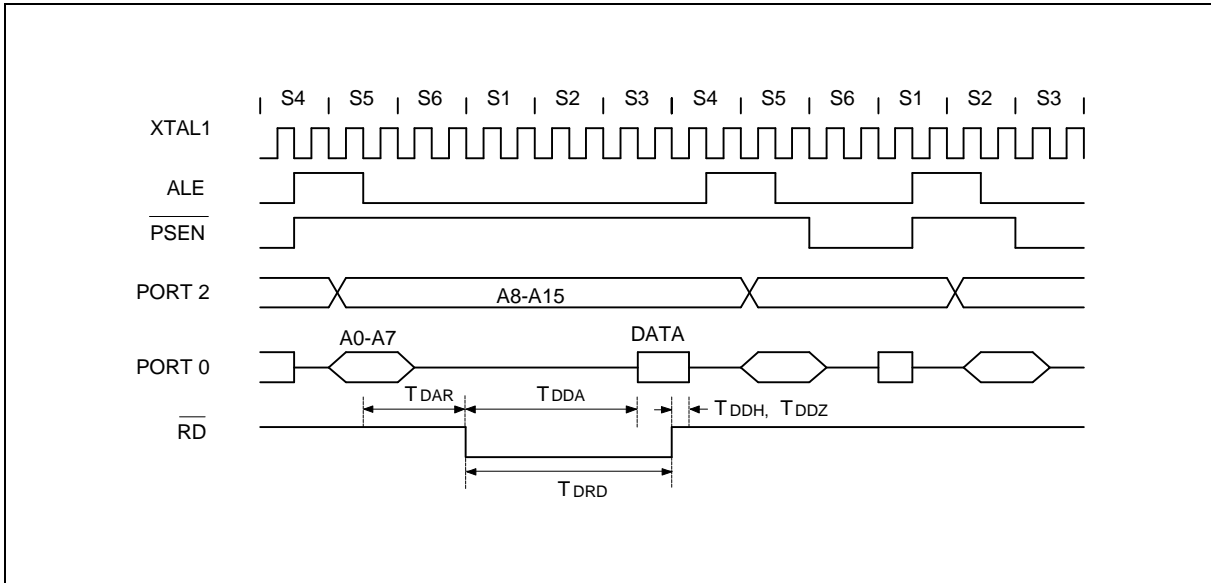 S4 S5 S6 S1 S2 S3 S4 S5 S6 S1 S2 S3
XTAL1
ALE
PSEN
PORT 2
A8-A15
A0-A7
DATA
PORT 0
TDAR
TDDA
TDDH, TDDZ
RD
TDRD